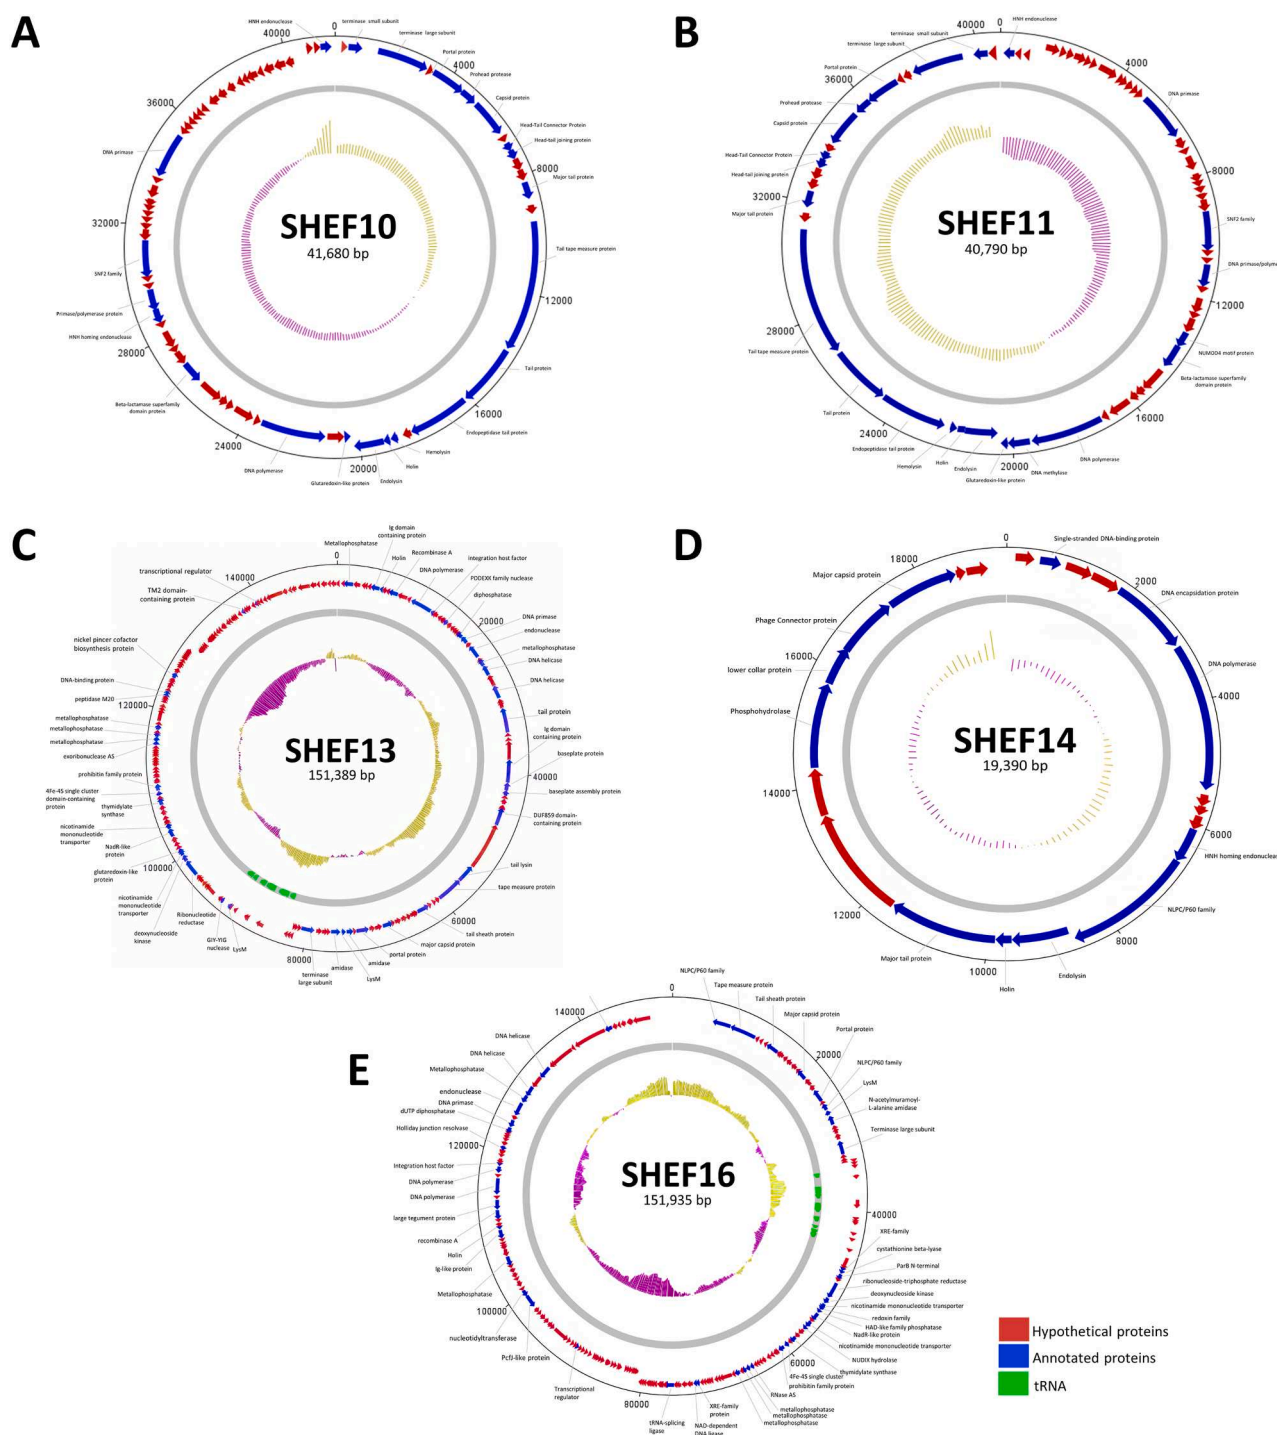 A
HNH endonuclease
0
terminase small subunit
terminase large subunit
40000
Portal protein
4000
Prohead protease
Capsid protein
36000
Head-Tail Connector Protein
Head-tail joining protein
DNA primase
8000
Major tail protein
SHEF10
41,680 bp
32000
Tail tape measure protein
SNF2 family
12000
Primase/polymerase protein
HNH homing endonuclease
28000
Tail protein
Beta-lactamase superfamily
domain protein
16000
Endopeptidase tail protein
24000
Hemolysin
Holin
DNA polymerase
20000
Endolysin
Glutaredoxin-like protein
B
40000
0
HNH endonuclease
terminase small subunit
terminase large subunit
4000
Portal protein
36000
DNA primase
Prohead protease
Capsid protein
Head-Tail Connector Protein
8000
Head-tail joining protein
32000
Major tail protein
SNF2 family
SHEF11
40,790 bp
DNA primase/polyme
12000
28000
Tail tape measure protein
NUMOD4 motif protein
Beta-lactamase superfamily
domain protein
Tail protein
16000
24000
Endopeptidase tail protein
Hemolysin
Holin
DNA polymerase
20000
Endolysin
DNA methylase
Glutaredoxin-like protein
C
Ig domain
containing protein
Metallophosphatase
0
Holin
Recombinase A
Integration host factor
DNA polymerase
transcriptional regulator
140000
PDDEXK family nuclease
TM2 domain-
containing protein
diphosphatase
20000
DNA primase
endonuclease
nickel pincer cofactor
biosynthesis protein
metallophosphatase
DNA helicase
DNA-binding protein
DNA helicase
peptidase M20
120000
metallophosphatase
tail protein
metallophosphatase
Ig domain
containing protein
metallophosphatase
SHEF13
151,389 bp
exoribonuclease AS
baseplate protein
prohibitin family protein
40000
4Fe-4S single cluster
domain-containing
protein
baseplate assembly protein
thymidylate
synthase
DUF859 domain-
containing protein
nicotinamide
mononucleotide
transporter
NadR-like
protein
100000
tail lysin
glutaredoxin-like
protein
tape measure protein
nicotinamide
mononucleotide
transporter
Ribonucleotide
reductase
60000
deoxynucleoside
kinase
tail sheath protein
GIY-YIG
nuclease
LysM
major capsid protein
80000
portal protein
terminase
large subunit
amidase
amidase
LysM
D
0
Single-stranded DNA-binding protein
18000
Major capsid protein
2000
DNA encapsidation protein
Phage Connector protein
16000
DNA polymerase
lower collar protein
4000
Phosphohydrolase
SHEF14
19,390 bp
14000
6000
HNH homing endonuclea
12000
NLPC/P60 family
8000
Major tail protein
10000
Endolysin
Holin
E
NLPC/P60 family
0
Tape measure protein
Tail sheath protein
140000
Major capsid protein
DNA helicase
Portal protein
DNA helicase
20000
Metallophosphatase
NLPC/P60 family
endonuclease
LysM
DNA primase
N-acetylmuramoyl-
L-alanine amidase
dUTP diphosphatase
Holliday junction resolvase
Terminase large subunit
120000
Integration host factor
SHEF16
151,935 bp
DNA polymerase
DNA polymerase
40000
large tegument protein
XRE-family
recombinase A
cystathionine beta-lyase
Holin
ParB N-terminal
Ig-like protein
ribonucleoside-triphosphate reductase
Metallophosphatase
deoxynucleoside kinase
nicotinamide mononucleotide transporter
100000
redoxin family
HAD-like family phosphatase
nucleotidyltransferase
NadR-like protein
nicotinamide mononucleotide transporter
PcfJ-like protein
NUDIX hydrolase
60000
thymidylate synthase
4Fe-4S single cluster
prohibitin family protein
Transcriptional
regulator
RNase AS
80000
XRE-family
protein
metallophosphatase
metallophosphatase
metallophosphatase
tRNA-splicing
ligase
NAD-dependent
DNA ligase
Hypothetical proteins
Annotated proteins
tRNA